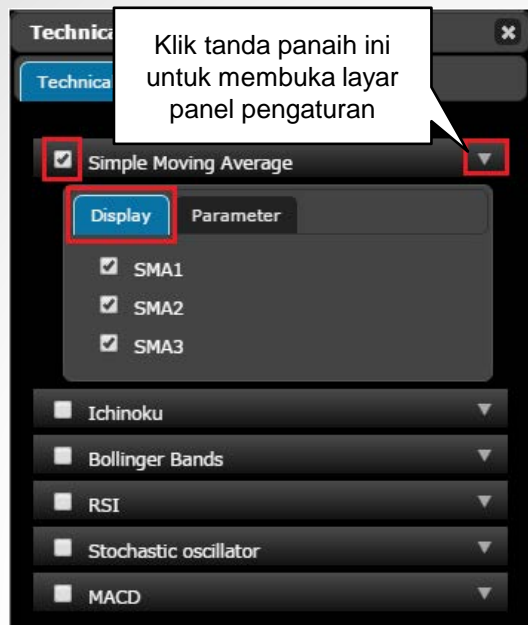 Technica
Klik tanda panaih ini
untuk membuka layar
panel pengaturan
Technica
Simple Moving Average
Display Parameter
SMA1
SMA2
SMA3
Ichinoku
Bollinger Bands
RSI
Stochastic oscillator
MACD